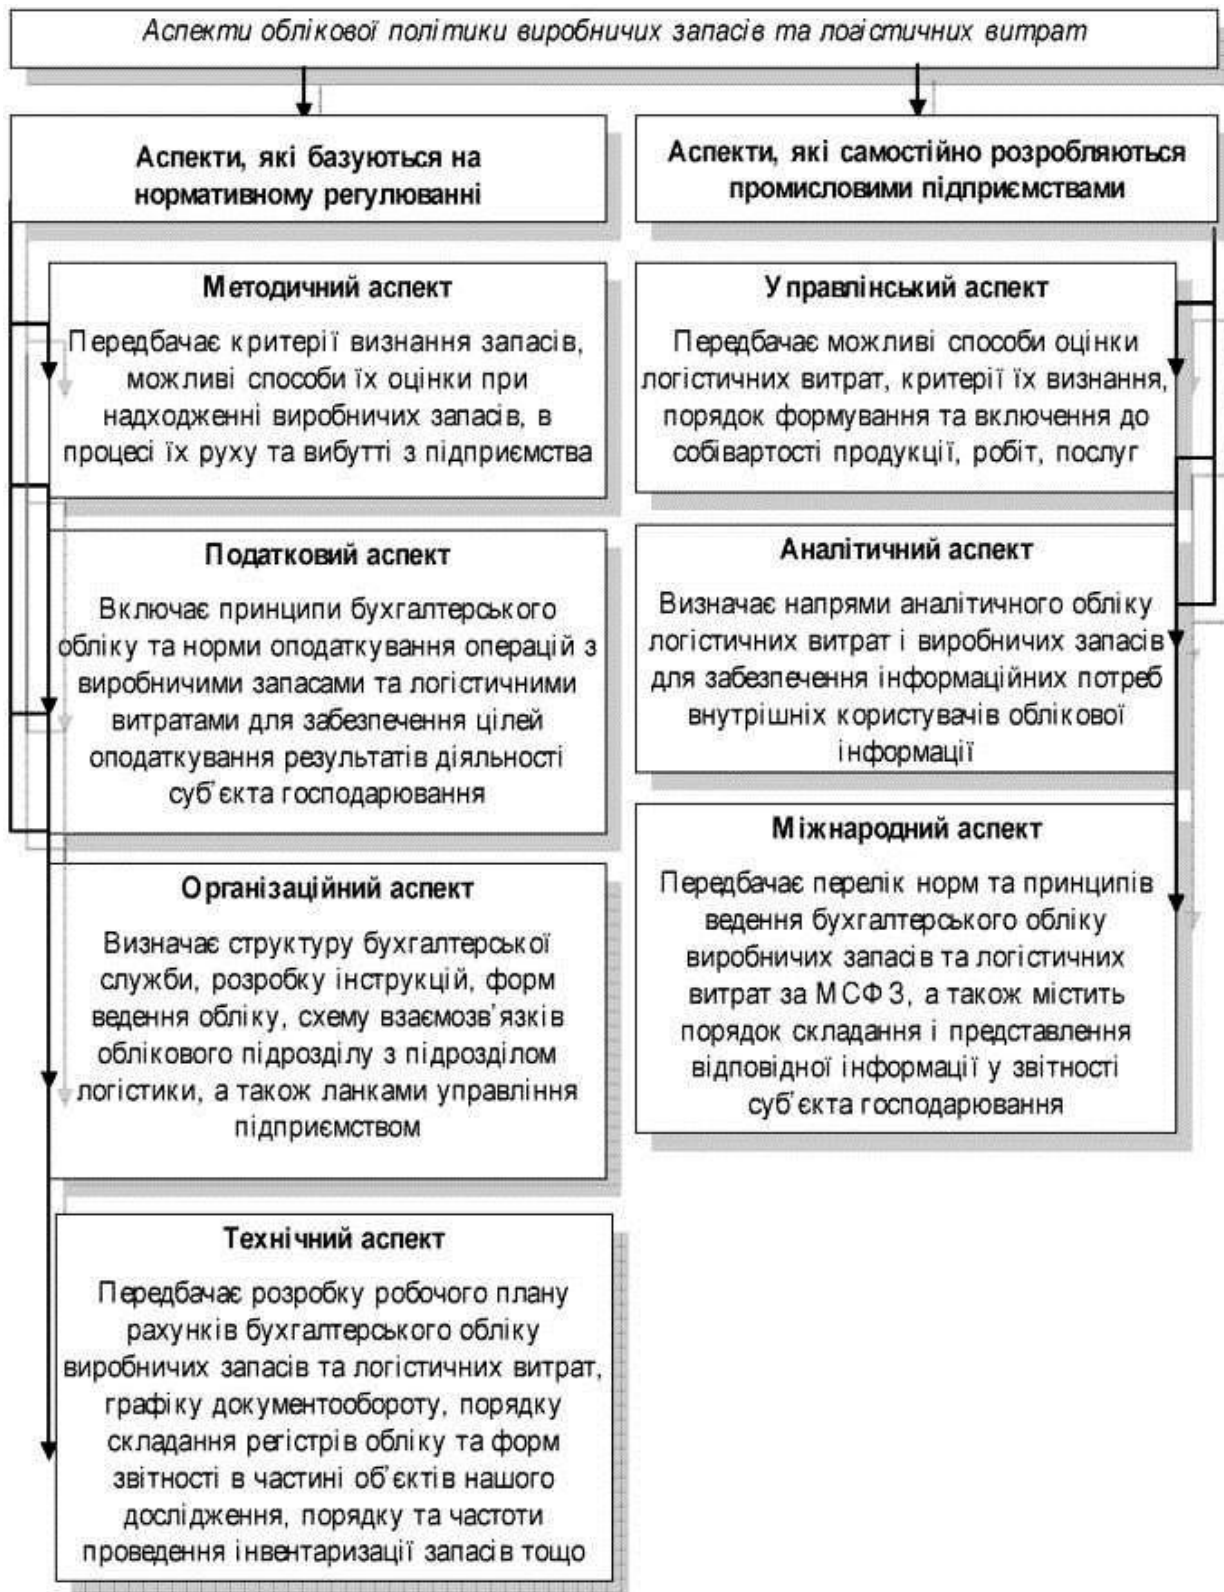 Аспекти облікової політики виробничих запасів та логістичних витрат
Аспекти, які базуються на
нормативному регулюванні
Методичний аспект
Передбачає критерії визнання запасів,
можливі способи їх оцінки при
надходженні виробничих запасів, в
процесі їх руху та вибутті з підприємства
Податковий аспект
Включає принципи бухгалтерського
обліку та норми оподаткування операцій з
виробничими запасами та логістичними
витратами для забезпечення цілей
оподаткування результатів діяльності
суб'єкта господарювання
Організаційний аспект
Визначає структуру бухгалтерської
служби, розробку інструкцій, форм
ведення обліку, схему взаємозв'язків
облікового підрозділу з підрозділом
логістики, а також ланками управління
підприємством
Технічний аспект
Передбачає розробку робочого плану
рахунків бухгалтерського обліку
виробничих запасів та логістичних витрат,
графіку документообороту, порядку
складання регістрів обліку та форм
звітності в частині об'єктів нашого
дослідження, порядку та частоти
проведення інвентаризації запасів тощо
Аспекти, які самостійно розробляються
промисловими підприємствами
Управлінський аспект
Передбачає можливі способи оцінки
логістичних витрат, критерії їх визнання,
порядок формування та включення до
собівартості продукції, робіт, послуг
Аналітичний аспект
Визначає напрями аналітичного обліку
логістичних витрат і виробничих запасів
для забезпечення інформаційних потреб
внутрішніх користувачів облікової
інформації
Міжнародний аспект
Передбачає перелік норм та принципів
ведення бухгалтерського обліку
виробничих запасів та логістичних
витрат за МСФЗ, а також містить
порядок складання і представлення
відповідної інформації у звітності
суб'єкта господарювання